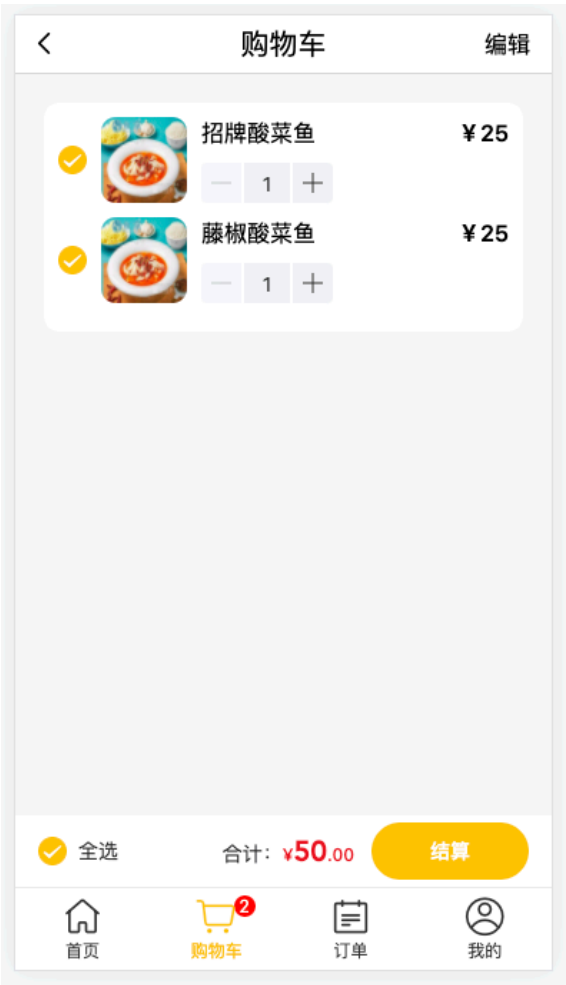 购物车 编辑
招牌酸菜鱼 ¥25
1
藤椒酸菜鱼 ¥25
1
全选 合计：¥50.00 结算
2
首页 购物车 订单 我的